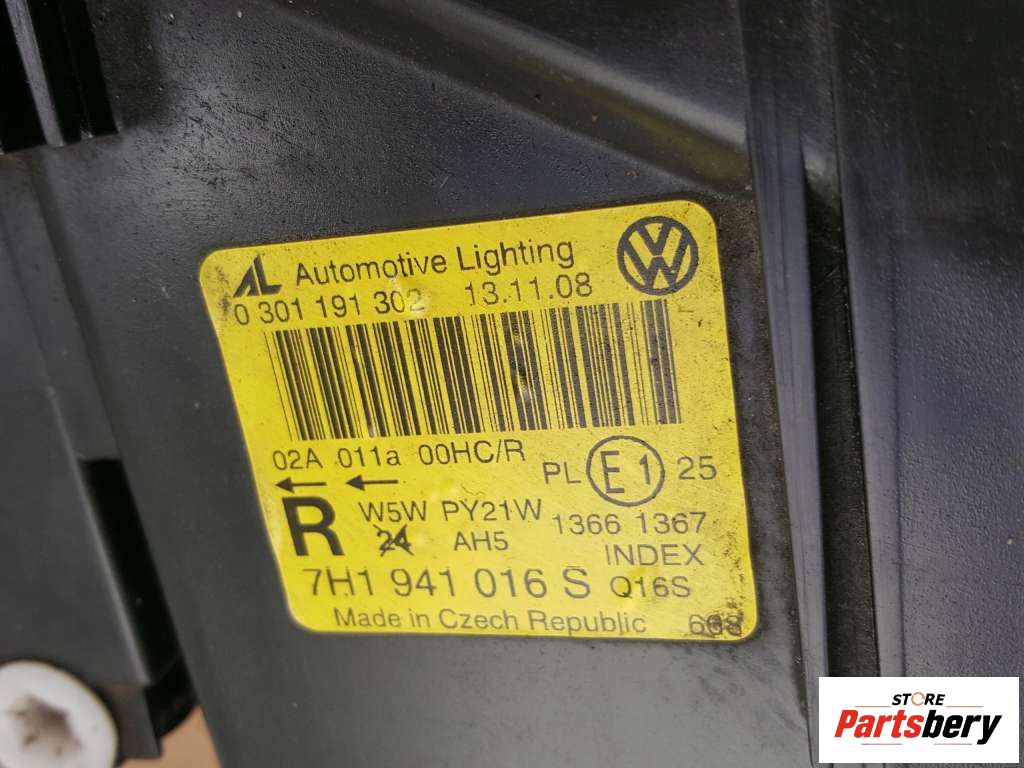 AL Automotive Lighting
0 301 191 302 13.11.08
02A 011a 00HC/R
PL E1 25
R W5W PY21W
1366 1367
24 AH5
INDEX
7H1 941 016 S Q16S
Made in Czech Republic
STORE
Partsbery